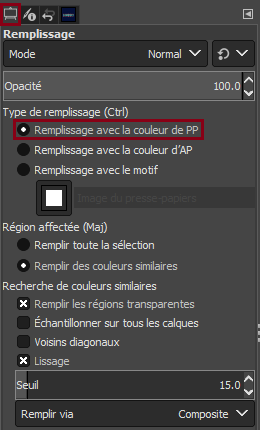 Remplissage
Mode Normal
Opacité 100.0
Type de remplissage (Ctrl)
Remplissage avec la couleur de PP
Remplissage avec la couleur d'AP
Remplissage avec le motif
Image du presse-papiers
Région affectée (Maj)
Remplir toute la sélection
Remplir des couleurs similaires
Recherche de couleurs similaires
Remplir les régions transparentes
Échantillonner sur tous les calques
Voisins diagonaux
Lissage
Seuil 15.0
Remplir via Composite